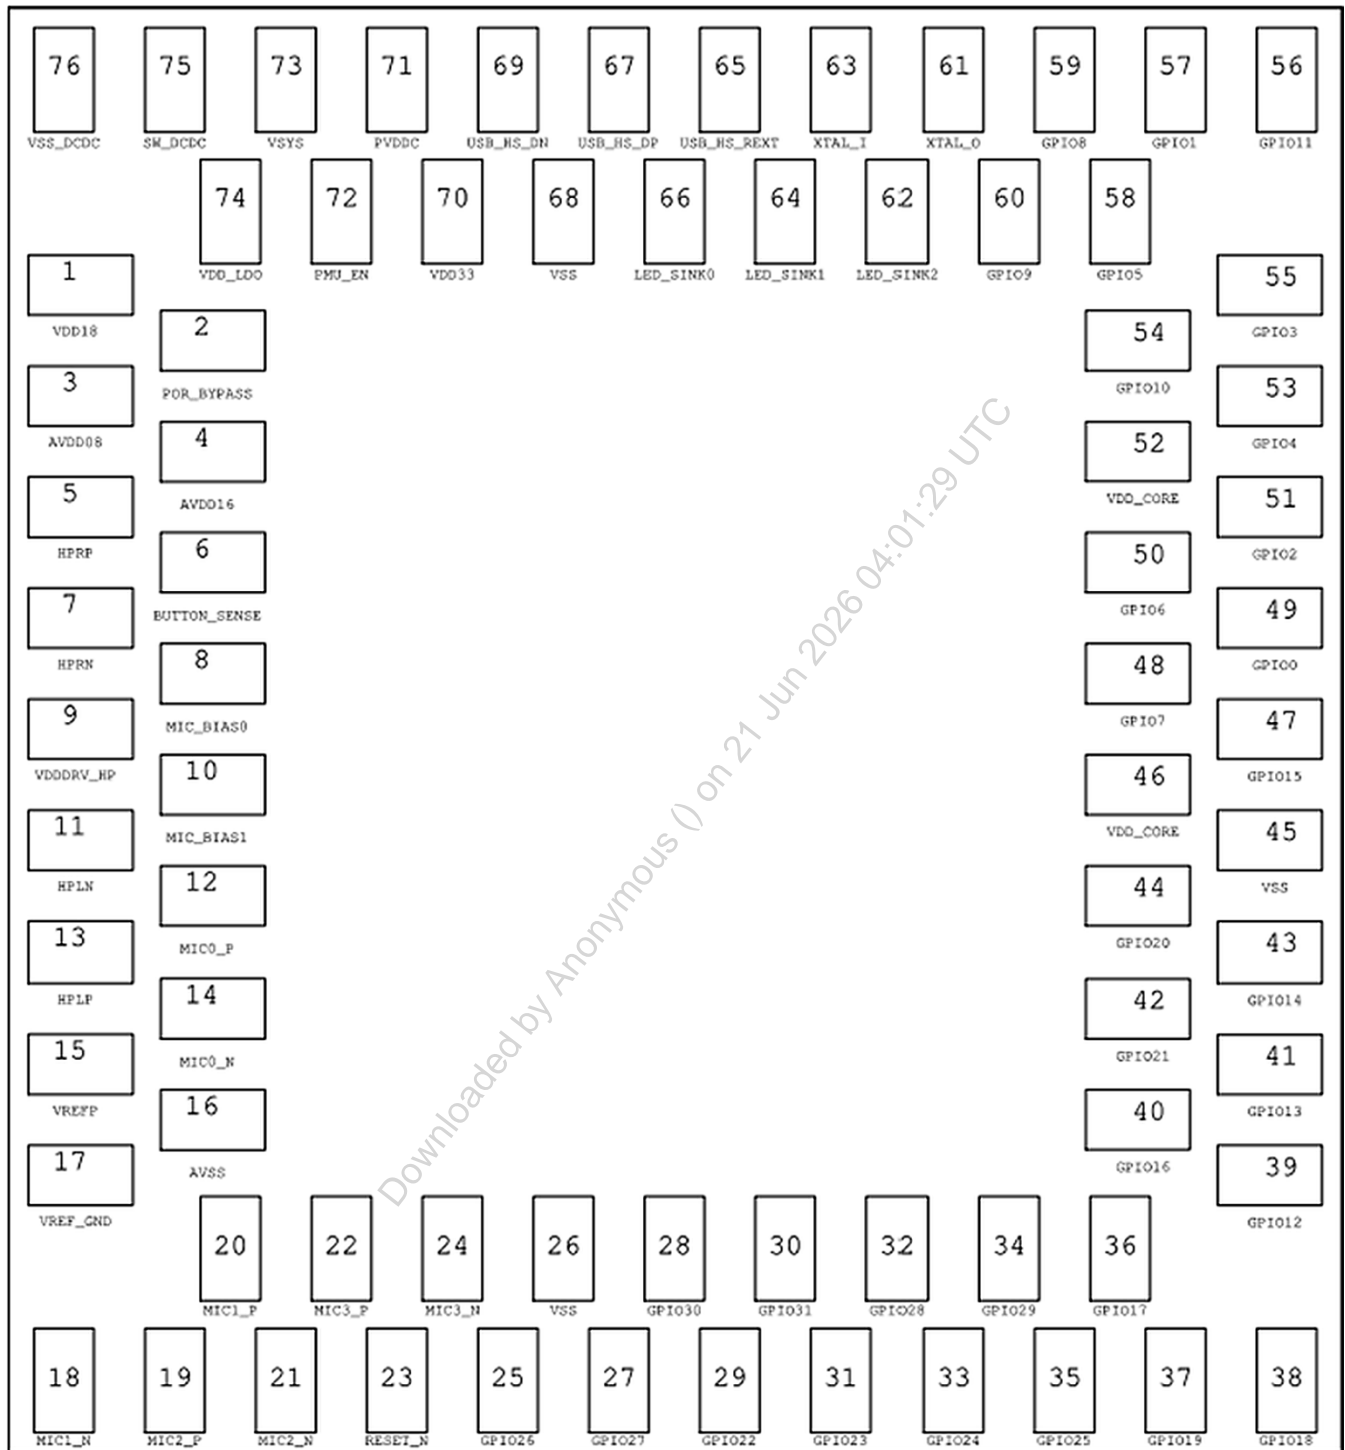 76 75 73 71 69 67 65 63 61 59 57 56
VSS_DCDC SW_DCDC VSYS PVDDC USB_HS_DN USB_HS_DP USB_HS_REXT XTAL_I XTAL_O GPIO8 GPIO1 GPIO11
74 72 70 68 66 64 62 60 58
VDD_LDO PMU_EN VDD33 VSS LED_SINK0 LED_SINK1 LED_SINK2 GPIO9 GPIO5
1 55
VDD18 GPIO3
2 54
POR_BYPASS GPIO10
3 53
AVDD08 GPIO4
4 52
AVDD16 VDD_CORE
5 51
HPRP GPIO2
6 50
BUTTON_SENSE GPIO6
7 49
HPRN GPIO0
8 48
MIC_BIAS0 GPIO7
9 47
VDDDRV_HP GPIO15
10 46
MIC_BIAS1 VDD_CORE
11 45
HPLN VSS
12 44
MIC0_P GPIO20
13 43
HPLP GPIO14
14 42
MIC0_N GPIO21
15 41
VREFP GPIO13
16 40
AVSS GPIO16
17 39
VREF_GND GPIO12
20 22 24 26 28 30 32 34 36
MIC1_P MIC3_P MIC3_N VSS GPIO30 GPIO31 GPIO28 GPIO29 GPIO17
18 19 21 23 25 27 29 31 33 35 37 38
MIC1_N MIC2_P MIC2_N RESET_N GPIO26 GPIO27 GPIO22 GPIO23 GPIO24 GPIO25 GPIO19 GPIO18
Downloaded by Anonymous () on 21 Jun 2026 04:01:29 UTC